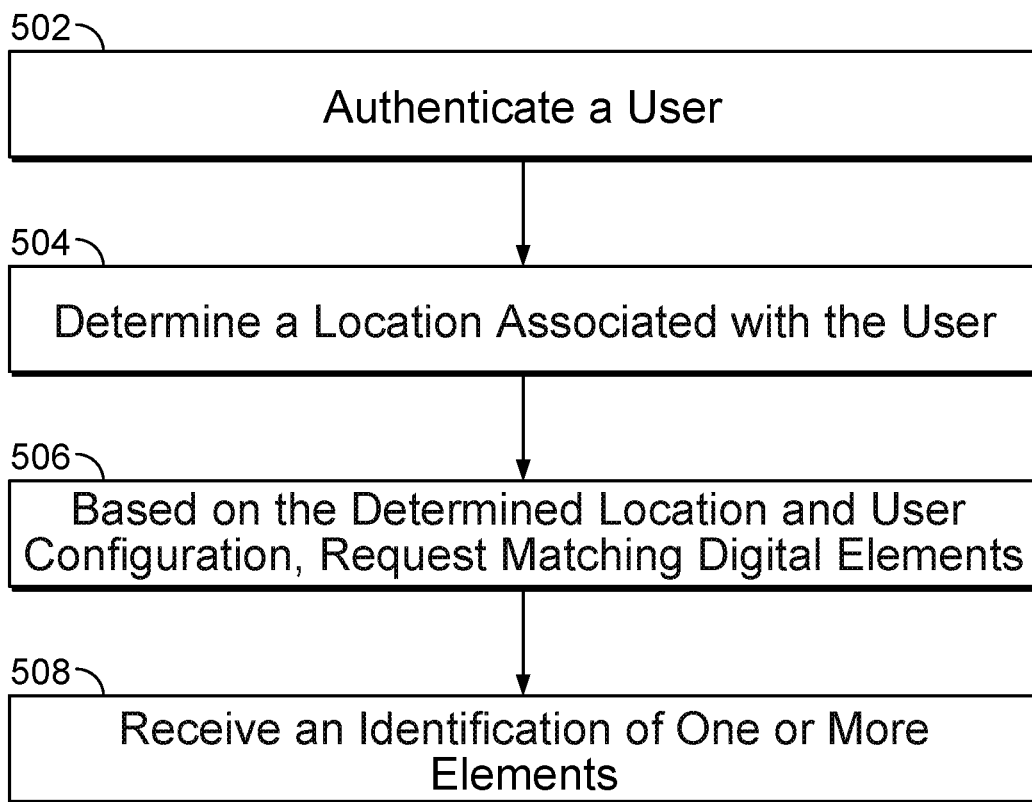 502
Authenticate a User
504
Determine a Location Associated with the User
506
Based on the Determined Location and User
Configuration, Request Matching Digital Elements
508
Receive an Identification of One or More
Elements